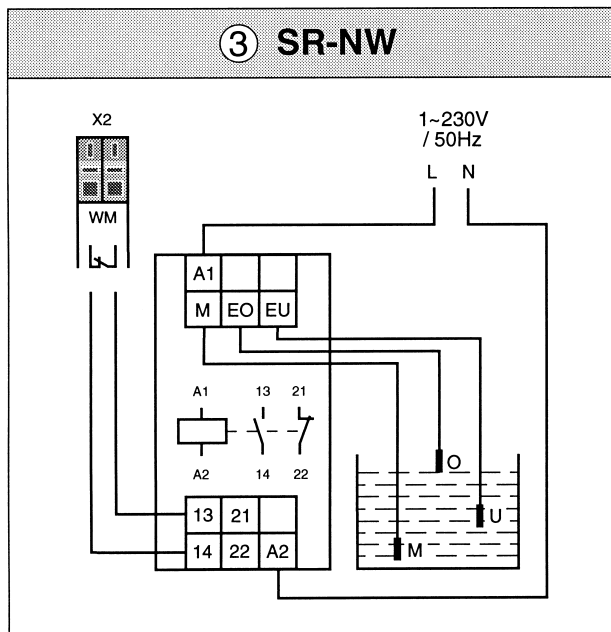 ③ SR-NW
X2
1~230V
/ 50Hz
L N
WM
A1
M EO EU
A1 13 21
A2 14 22
O
U
M
13 21
14 22 A2